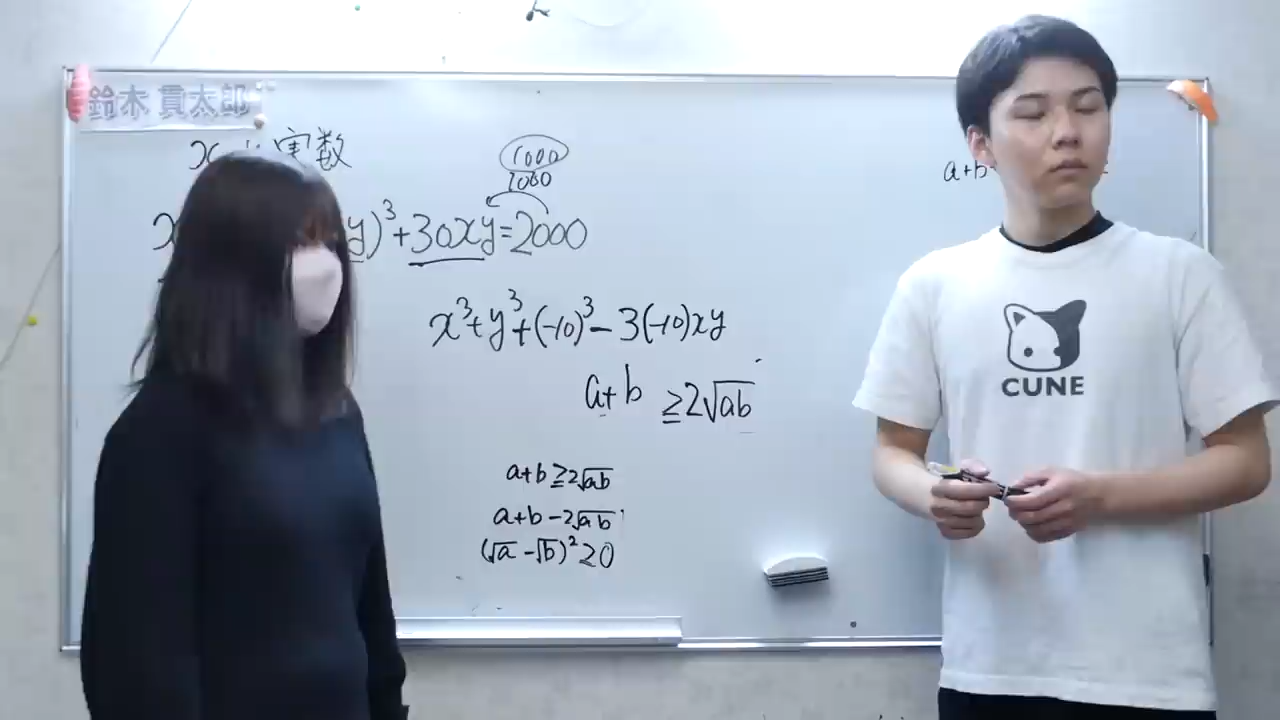 鈴木 貫太郎
x 実数
1000
1000
x y)³+30xy=2000
a+b
x³+y³+(-10)³-3(-10)xy
a+b ≧2√ab
a+b≧2√ab
a+b-2√ab
(√a-√b)²≥0
CUNE